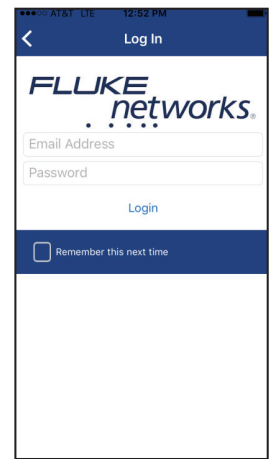 AT&T LTE 12:52 PM
Log In
FLUKE
networks®
Email Address
Password
Login
Remember this next time